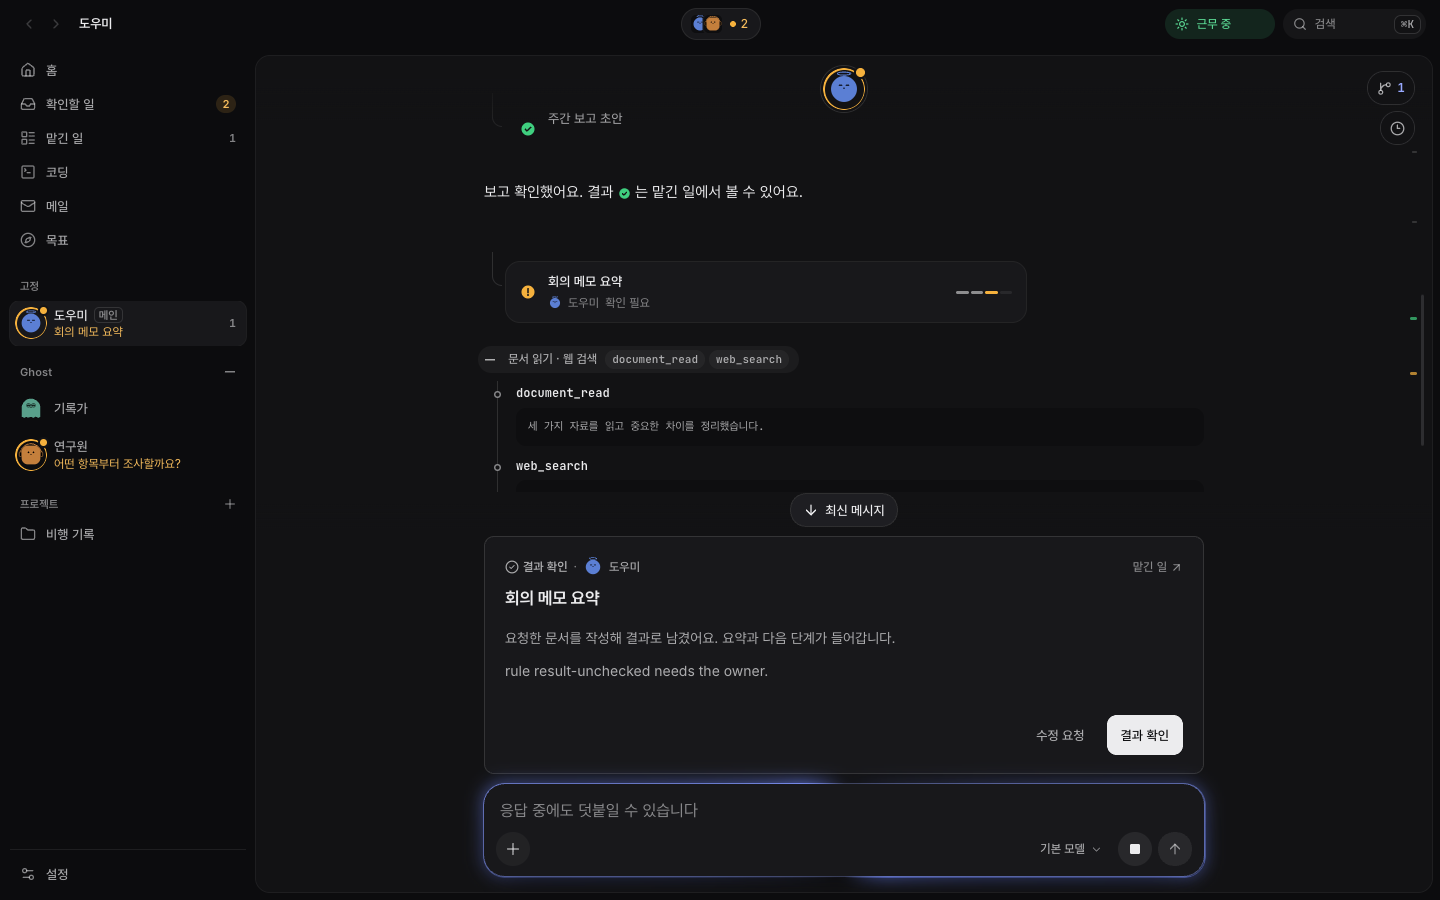 도우미
2
근무 중
검색
⌘K
홈
확인할 일
2
맡긴 일
1
코딩
메일
목표
고정
도우미 메인
회의 메모 요약
1
Ghost
기록가
연구원
어떤 항목부터 조사할까요?
프로젝트
비행 기록
설정
1
주간 보고 초안
보고 확인했어요. 결과 는 맡긴 일에서 볼 수 있어요.
회의 메모 요약
도우미 확인 필요
문서 읽기 · 웹 검색 document_read web_search
document_read
세 가지 자료를 읽고 중요한 차이를 정리했습니다.
web_search
최신 메시지
결과 확인 · 도우미
맡긴 일
회의 메모 요약
요청한 문서를 작성해 결과로 남겼어요. 요약과 다음 단계가 들어갑니다.
rule result-unchecked needs the owner.
수정 요청
결과 확인
응답 중에도 덧붙일 수 있습니다
기본 모델